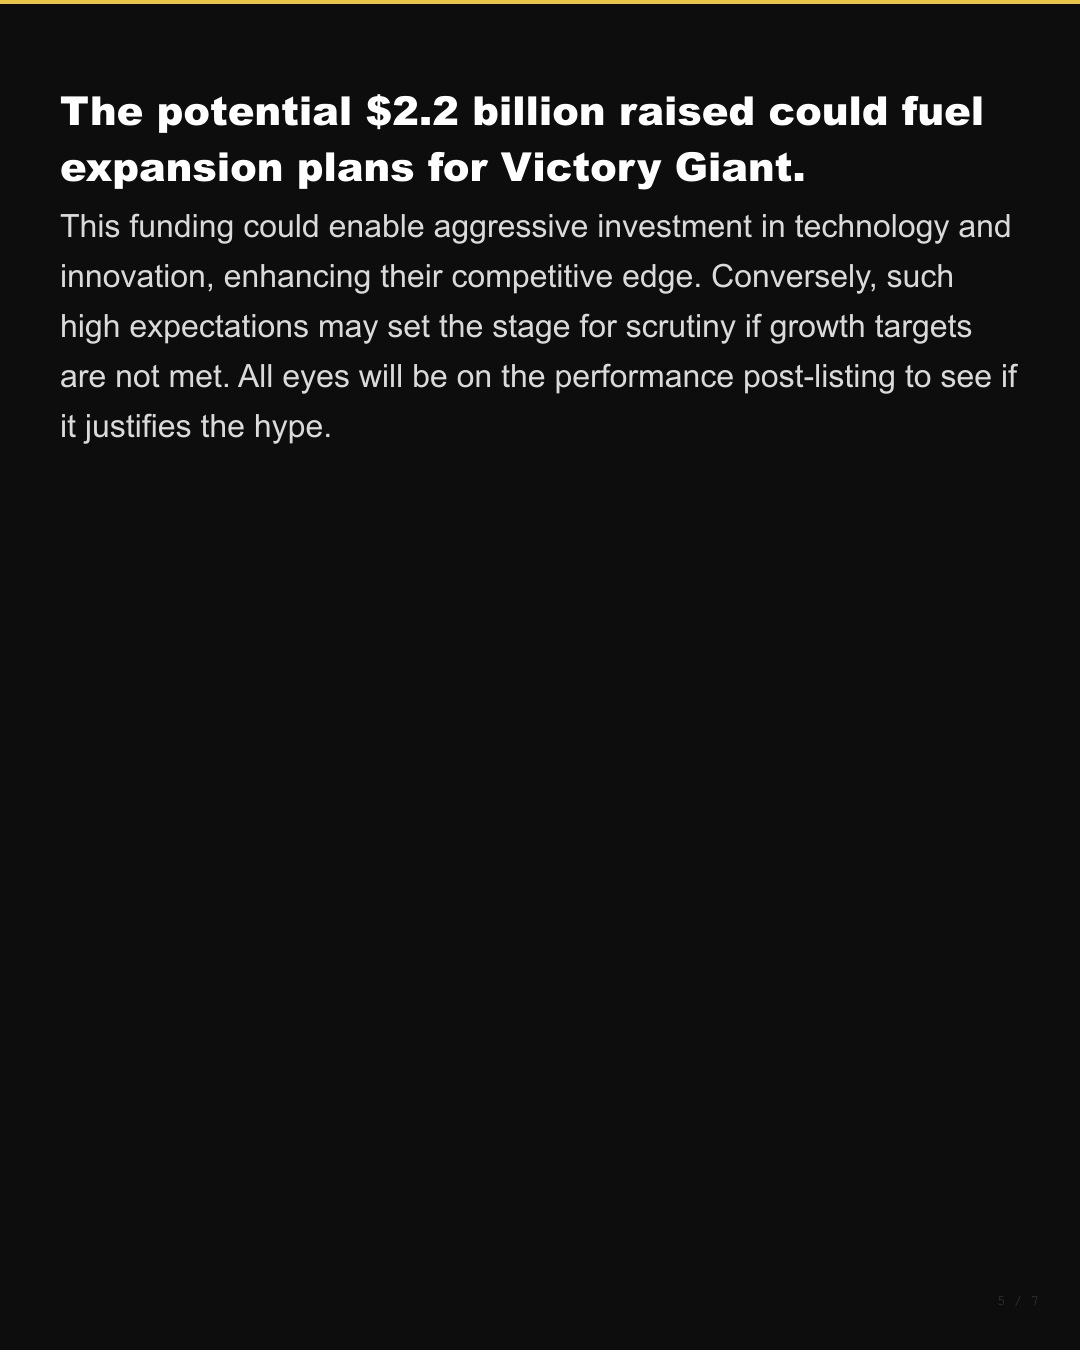 The potential $2.2 billion raised could fuel
expansion plans for Victory Giant.
This funding could enable aggressive investment in technology and
innovation, enhancing their competitive edge. Conversely, such
high expectations may set the stage for scrutiny if growth targets
are not met. All eyes will be on the performance post-listing to see if
it justifies the hype.
5 / 7